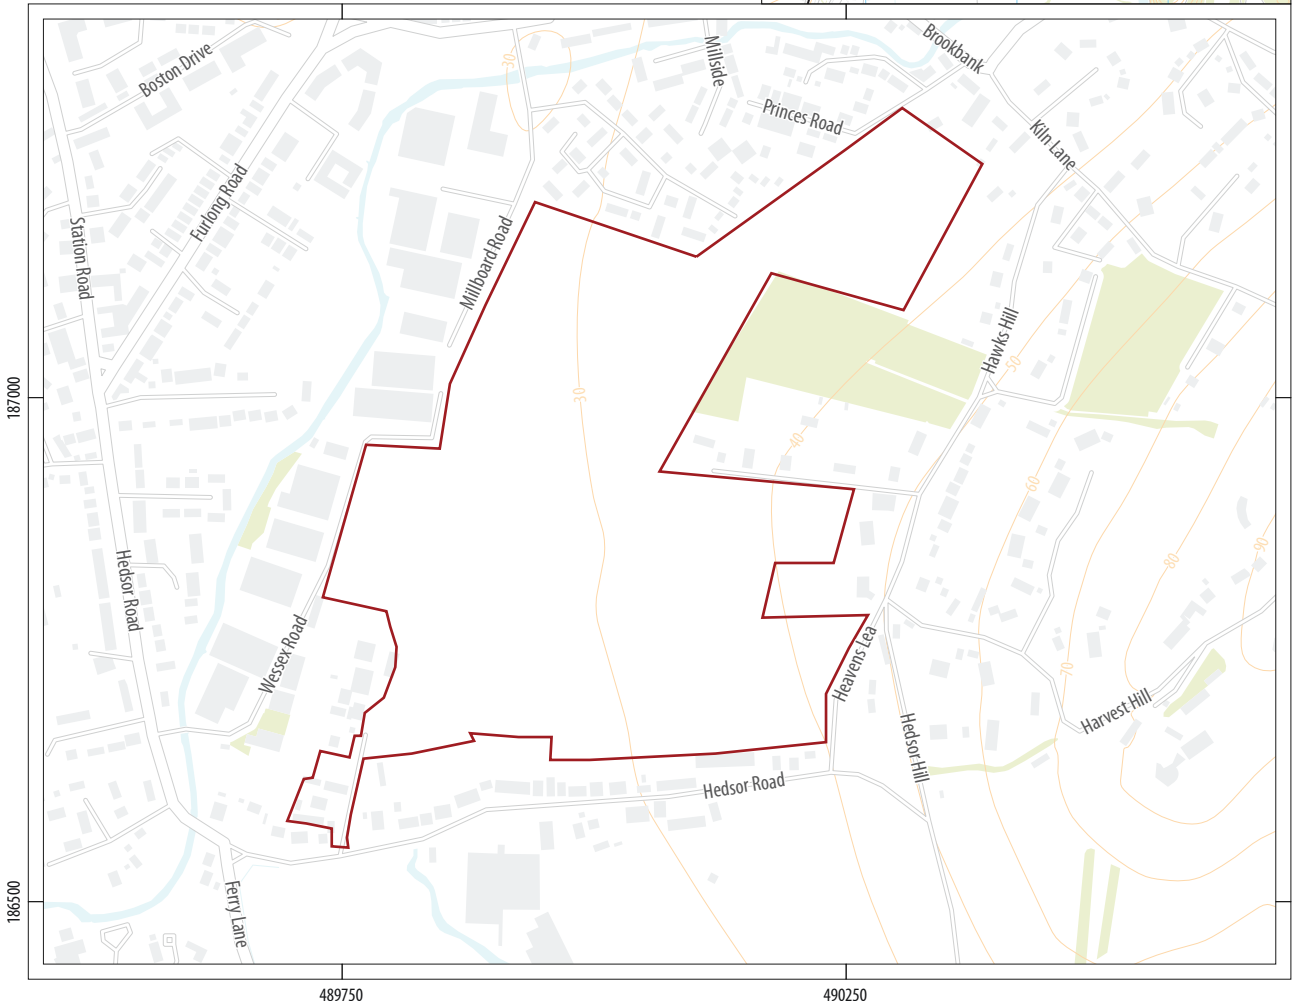 Boston Drive
30
Millside
Brookbank
Princes Road
Kiln Lane
Furlong Road
Station Road
Millboard Road
Hawks Hill
50
187000
30
40
60
Hedsor Road
80
90
Wessex Road
Heavens Lea
70
Harvest Hill
Hedsor Hill
Hedsor Road
186500
Ferry Lane
489750
490250